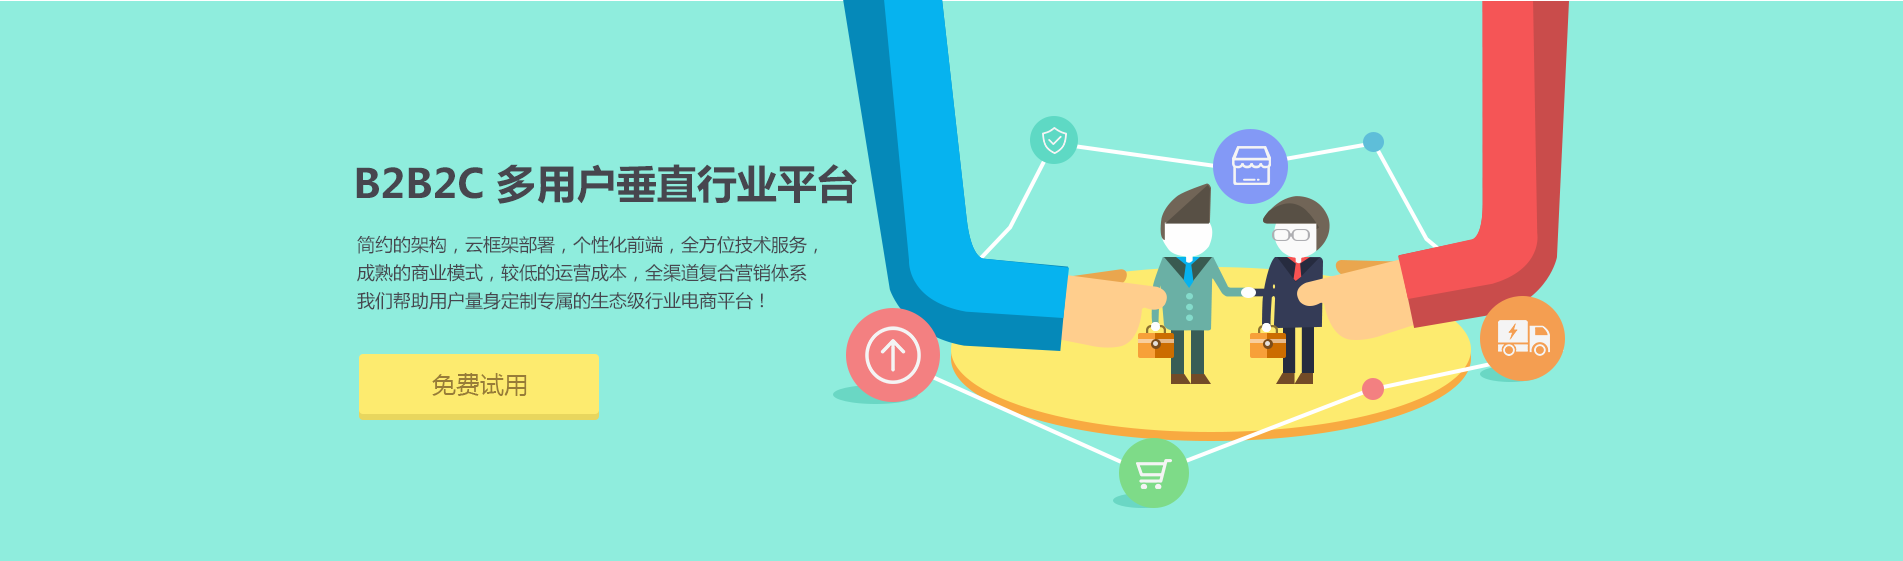 B2B2C 多用户垂直行业平台
简约的架构，云框架部署，个性化前端，全方位技术服务，
成熟的商业模式，较低的运营成本，全渠道复合营销体系
我们帮助用户量身定制专属的生态级行业电商平台！
免费试用